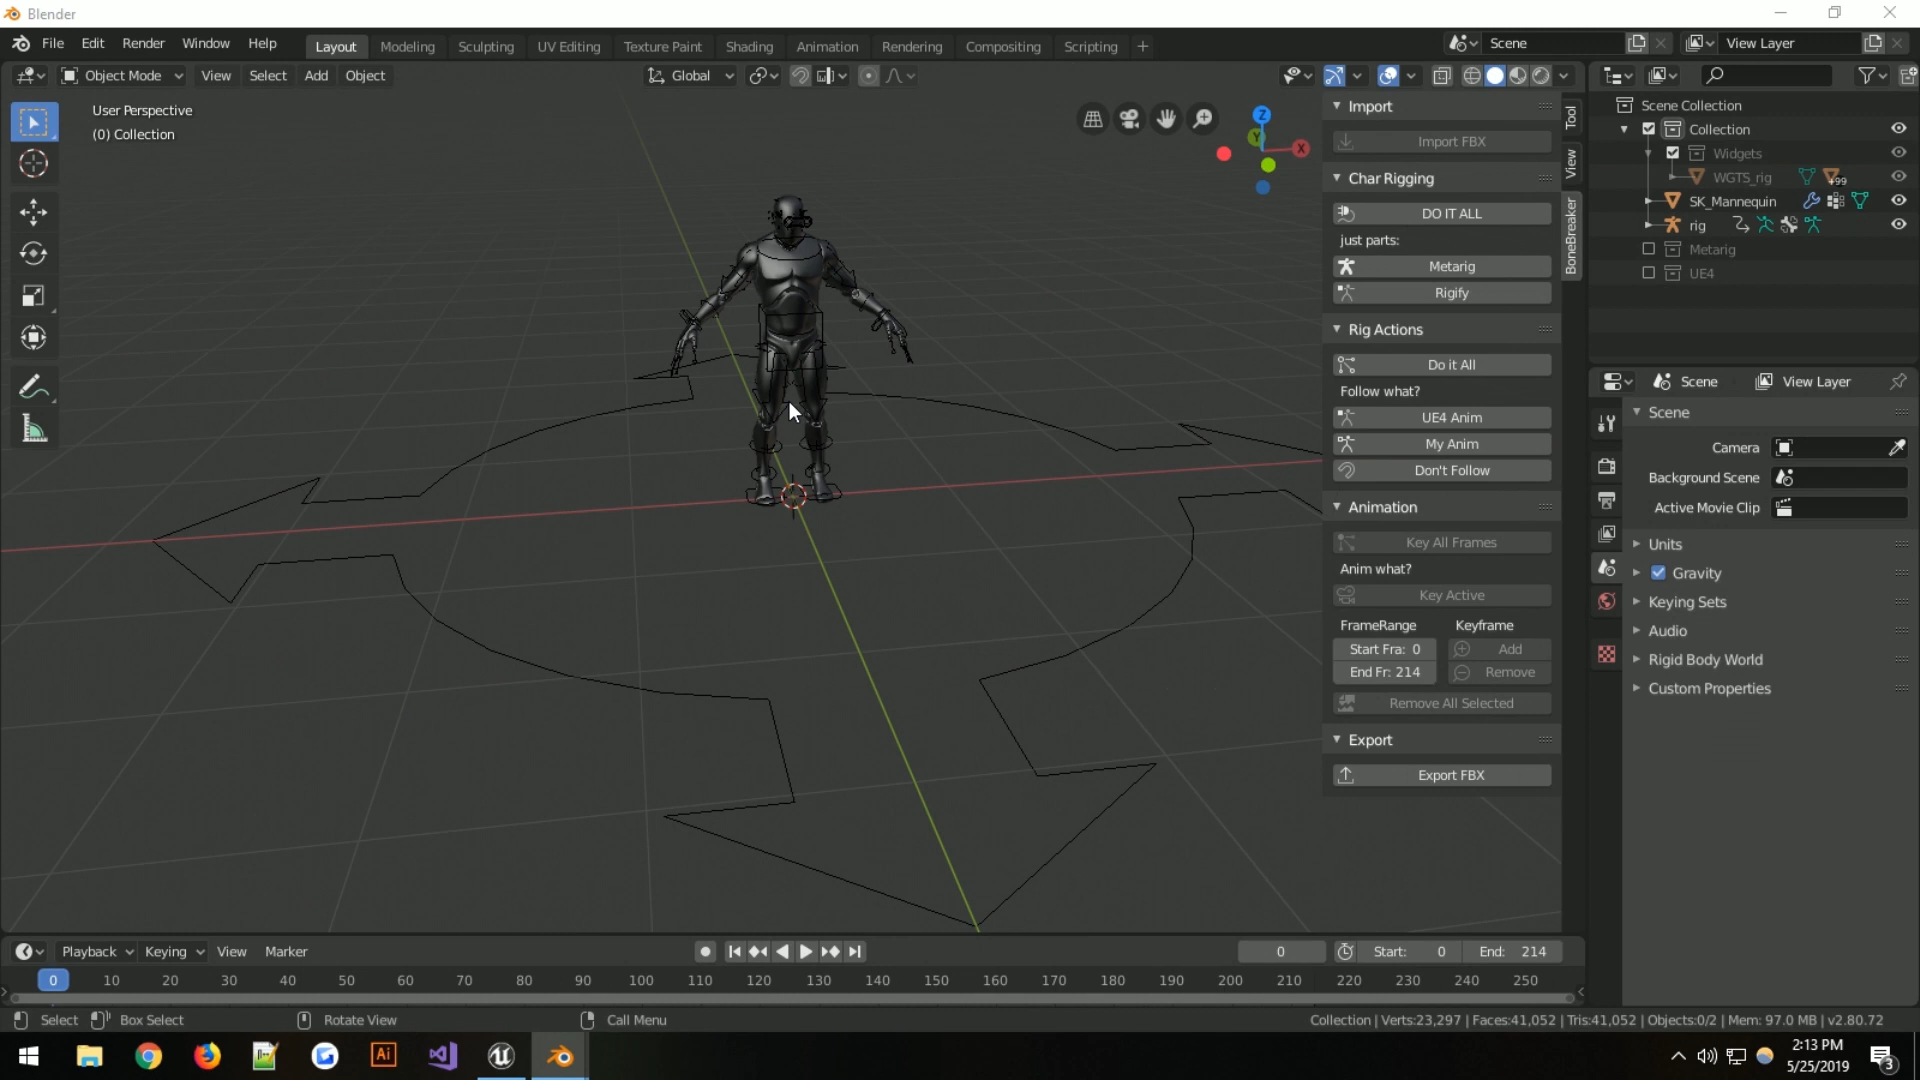 Blender
File Edit Render Window Help Layout Modeling Sculpting UV Editing Texture Paint Shading Animation Rendering Compositing Scripting + Scene View Layer
Object Mode View Select Add Object Global
User Perspective
(0) Collection
Z
Y
X
Import
Import FBX
Char Rigging
DO IT ALL
just parts:
Metarig
Rigify
Rig Actions
Do it All
Follow what?
UE4 Anim
My Anim
Don't Follow
Animation
Key All Frames
Anim what?
Key Active
FrameRange Keyframe
Start Fra: 0 Add
End Fr: 214 Remove
Remove All Selected
Export
Export FBX
Tool
View
BoneBreaker
Scene Collection
Collection
Widgets
WGTS_rig +99
SK_Mannequin
rig
Metarig
UE4
Scene View Layer
Scene
Camera
Background Scene
Active Movie Clip
Units
Gravity
Keying Sets
Audio
Rigid Body World
Custom Properties
Playback Keying View Marker 0 Start: 0 End: 214
0 10 20 30 40 50 60 70 80 90 100 110 120 130 140 150 160 170 180 190 200 210 220 230 240 250
Select Box Select Rotate View Call Menu Collection | Verts:23,297 | Faces:41,052 | Tris:41,052 | Objects:0/2 | Mem: 97.0 MB | v2.80.72
Ai
2:13 PM
5/25/2019
3